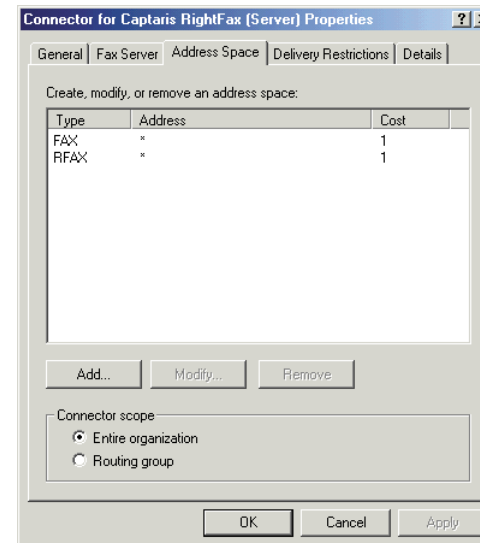 Connector for Captaris RightFax (Server) Properties
General Fax Server Address Space Delivery Restrictions Details
Create, modify, or remove an address space:
Type Address Cost
FAX * 1
RFAX * 1
Add... Modify... Remove
Connector scope
Entire organization
Routing group
OK Cancel Apply